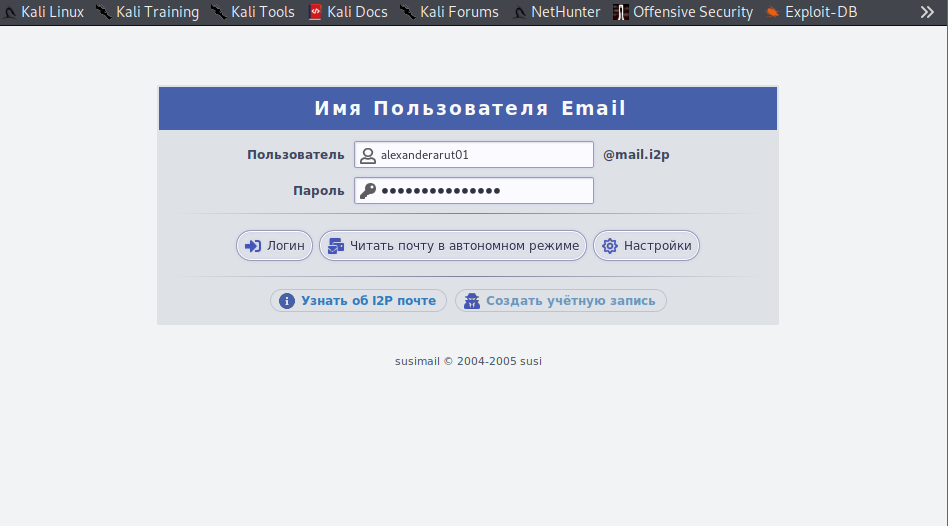 Kali Linux Kali Training Kali Tools Kali Docs Kali Forums NetHunter Offensive Security Exploit-DB
Имя Пользователя Email
Пользователь alexanderarut01 @mail.i2p
Пароль ●●●●●●●●●●●●●●●
Логин Читать почту в автономном режиме Настройки
Узнать об I2P почте Создать учётную запись
susimail © 2004-2005 susi